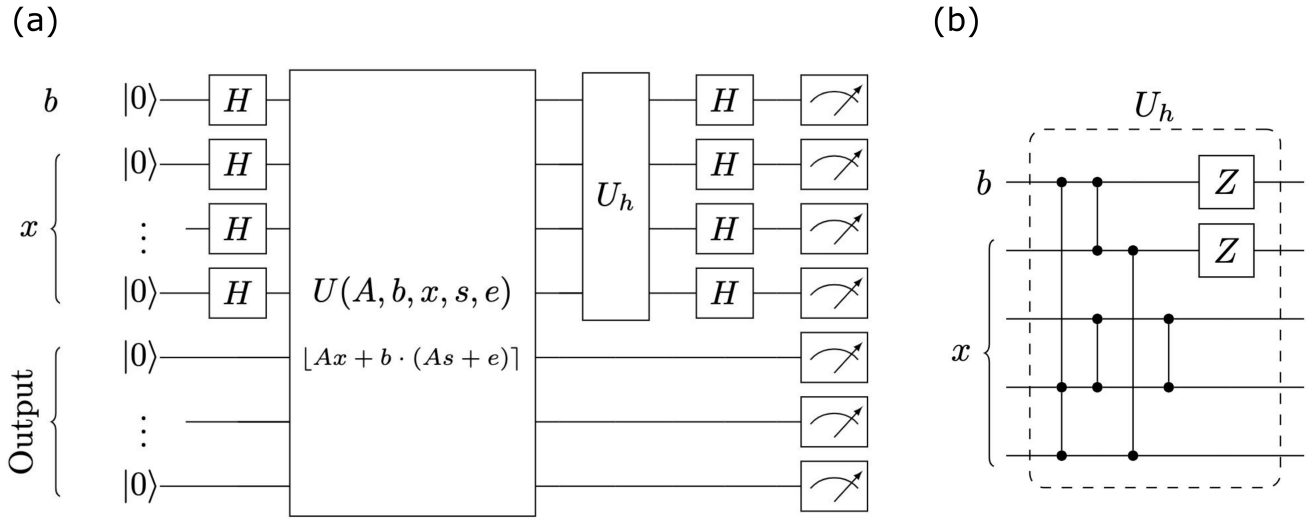 (a)
b |0⟩ H H
x |0⟩ H H
⋮ H U_h H
|0⟩ H U(A, b, x, s, e) H
Output |0⟩ ⌊Ax + b · (As + e)⌉
⋮
|0⟩
(b)
U_h
b Z
x Z